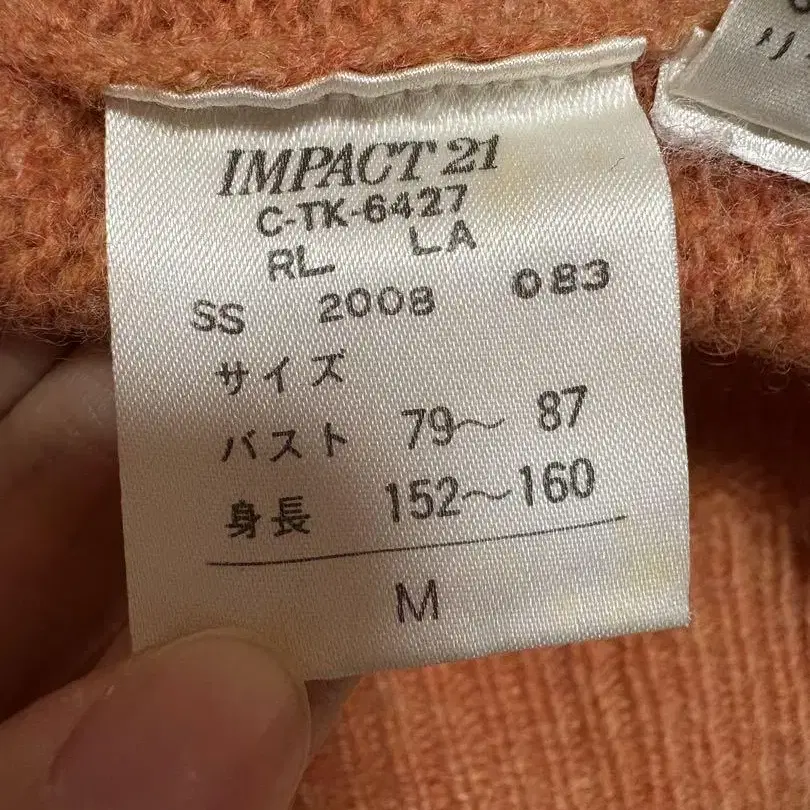 IMPACT 21
C-TK-6427
RL LA
SS 2008 083
サイズ
バスト 79〜 87
身長 152〜160
M